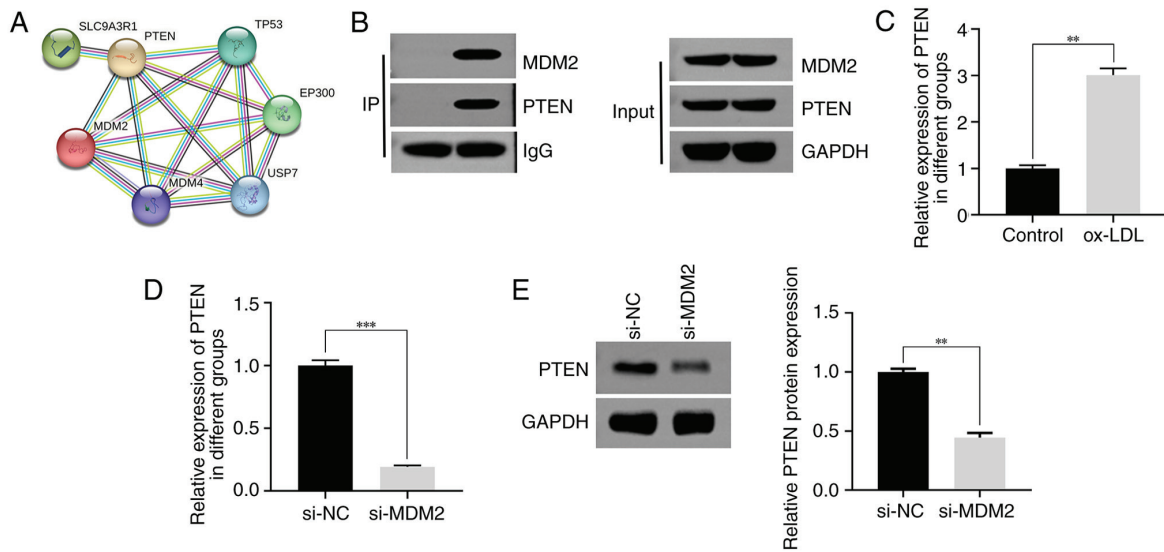 A
SLC9A3R1
PTEN
TP53
EP300
MDM2
MDM4
USP7
B
IP
MDM2
PTEN
IgG
Input
MDM2
PTEN
GAPDH
C
Relative expression of PTEN
in different groups
4
3
2
1
0
**
Control
ox-LDL
D
Relative expression of PTEN
in different groups
1.5
1.0
0.5
0.0
***
si-NC
si-MDM2
E
si-NC
si-MDM2
PTEN
GAPDH
Relative PTEN protein expression
1.5
1.0
0.5
0.0
**
si-NC
si-MDM2